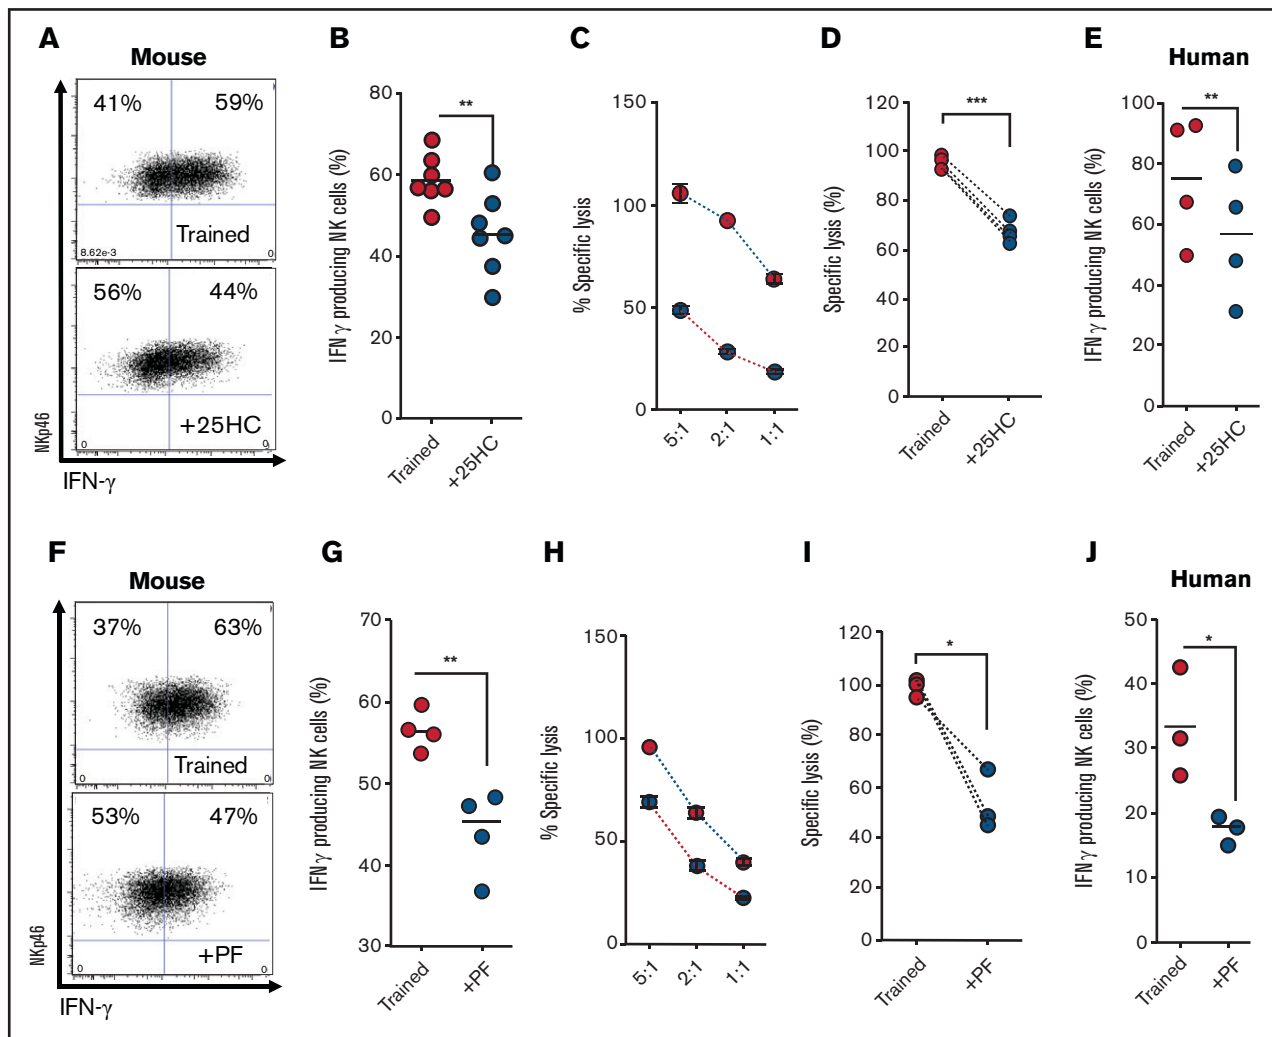 A
Mouse
41%
59%
Trained
8.62e-3
0
56%
44%
+25HC
0
0
NKp46
IFN-γ
B
IFNγ producing NK cells (%)
80
60
40
20
0
**
Trained
+25HC
C
% Specific lysis
150
100
50
0
5:1
2:1
1:1
D
Specific lysis (%)
120
100
80
60
40
20
0
***
Trained
+25HC
E
Human
IFNγ producing NK cells (%)
100
80
60
40
20
0
**
Trained
+25HC
F
Mouse
37%
63%
Trained
0
0
53%
47%
+PF
0
0
NKp46
IFN-γ
G
IFNγ producing NK cells (%)
70
60
50
40
30
**
Trained
+PF
H
% Specific lysis
150
100
50
0
5:1
2:1
1:1
I
Specific lysis (%)
120
100
80
60
40
20
0
*
Trained
+PF
J
Human
IFNγ producing NK cells (%)
50
40
30
20
10
0
*
Trained
+PF